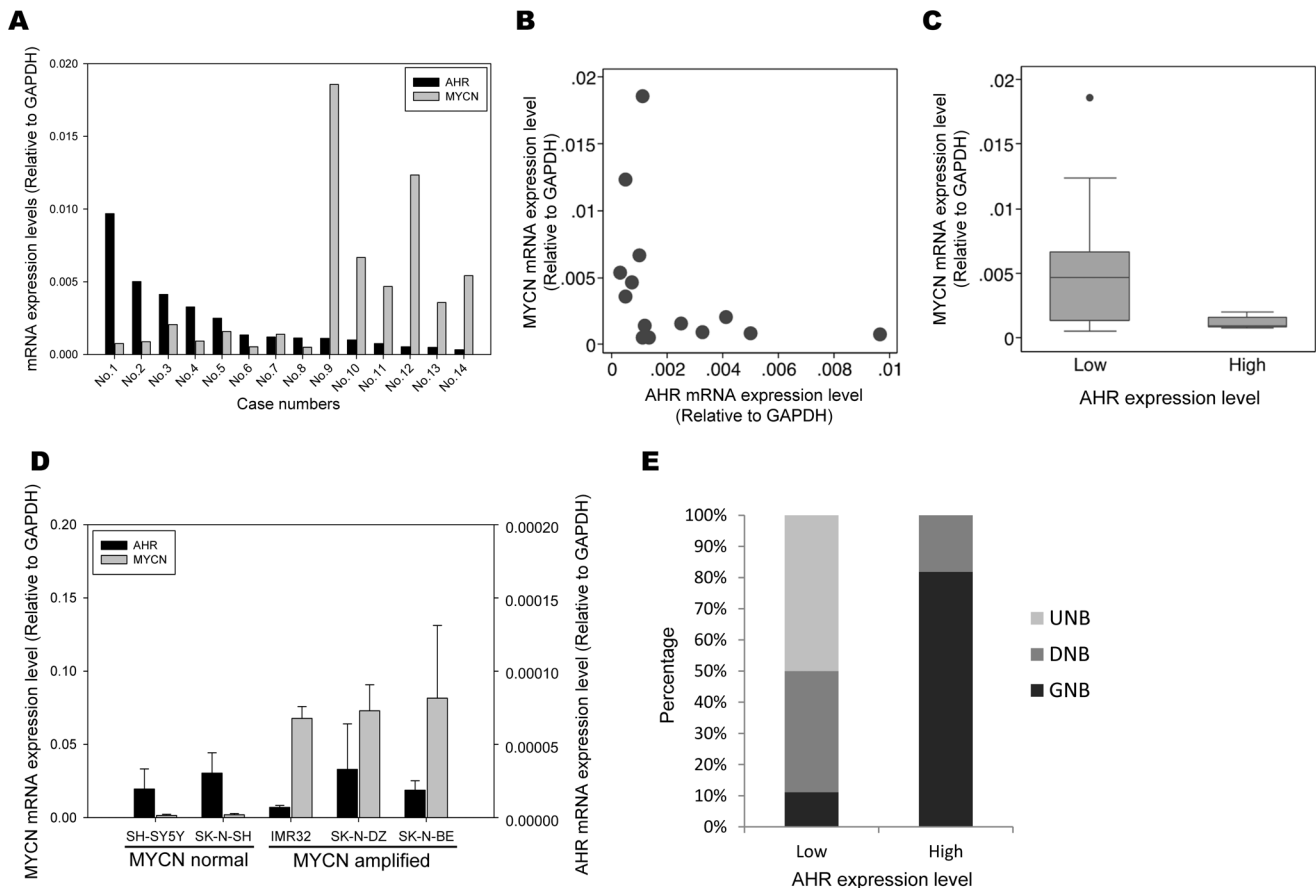 A
mRNA expression levels (Relative to GAPDH)
0.020
0.015
0.010
0.005
0.000
AHR
MYCN
No.1
No.2
No.3
No.4
No.5
No.6
No.7
No.8
No.9
No.10
No.11
No.12
No.13
No.14
Case numbers
B
MYCN mRNA expression level
(Relative to GAPDH)
.02
.015
.01
.005
0
0
.002
.004
.006
.008
.01
AHR mRNA expression level
(Relative to GAPDH)
C
MYCN mRNA expression level
(Relative to GAPDH)
.02
.015
.01
.005
0
Low
High
AHR expression level
D
MYCN mRNA expression level (Relative to GAPDH)
0.20
0.15
0.10
0.05
0.00
AHR
MYCN
0.00020
0.00015
0.00010
0.00005
0.00000
AHR mRNA expression level (Relative to GAPDH)
SH-SY5Y
SK-N-SH
IMR32
SK-N-DZ
SK-N-BE
MYCN normal
MYCN amplified
E
Percentage
100%
90%
80%
70%
60%
50%
40%
30%
20%
10%
0%
Low
High
AHR expression level
UNB
DNB
GNB